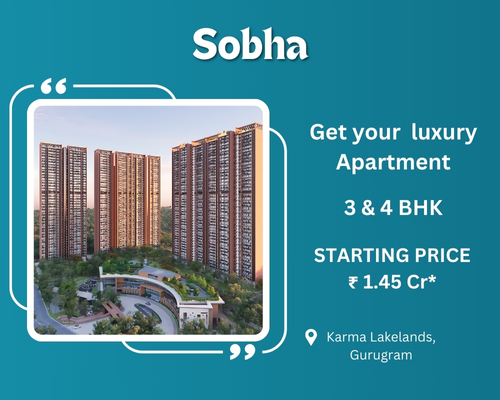 Sobha
Get your luxury
Apartment
3 & 4 BHK
STARTING PRICE
₹ 1.45 Cr*
Karma Lakelands,
Gurugram